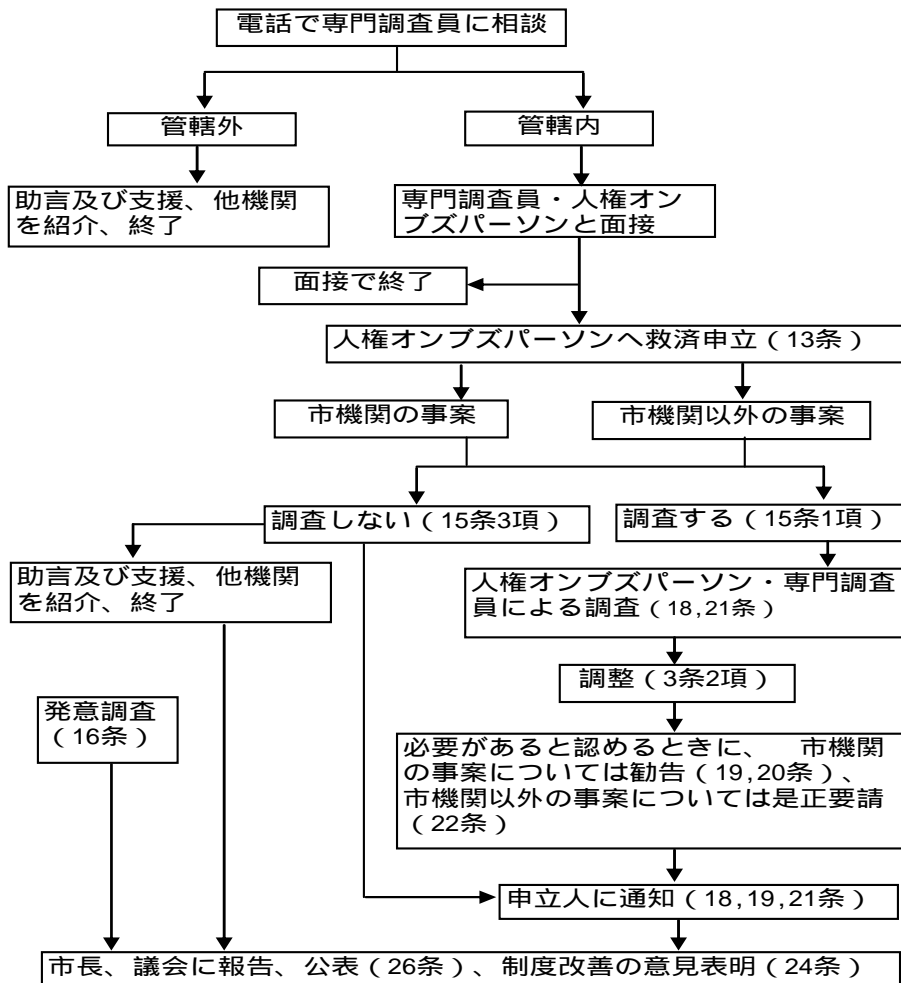 電話で専門調査員に相談
管轄外
管轄内
助言及び支援、他機関
を紹介、終了
専門調査員・人権オン
ブズパーソンと面接
面接で終了
人権オンブズパーソンへ救済申立(13条)
市機関の事案
市機関以外の事案
調査しない(15条3項)
調査する(15条1項)
助言及び支援、他機関
を紹介、終了
人権オンブズパーソン・専門調査
員による調査(18,21条)
調整(3条2項)
発意調査
(16条)
必要があると認めるときに、 市機関
の事案については勧告(19,20条)、
市機関以外の事案については是正要請
(22条)
申立人に通知(18,19,21条)
市長、議会に報告、公表(26条)、制度改善の意見表明(24条)